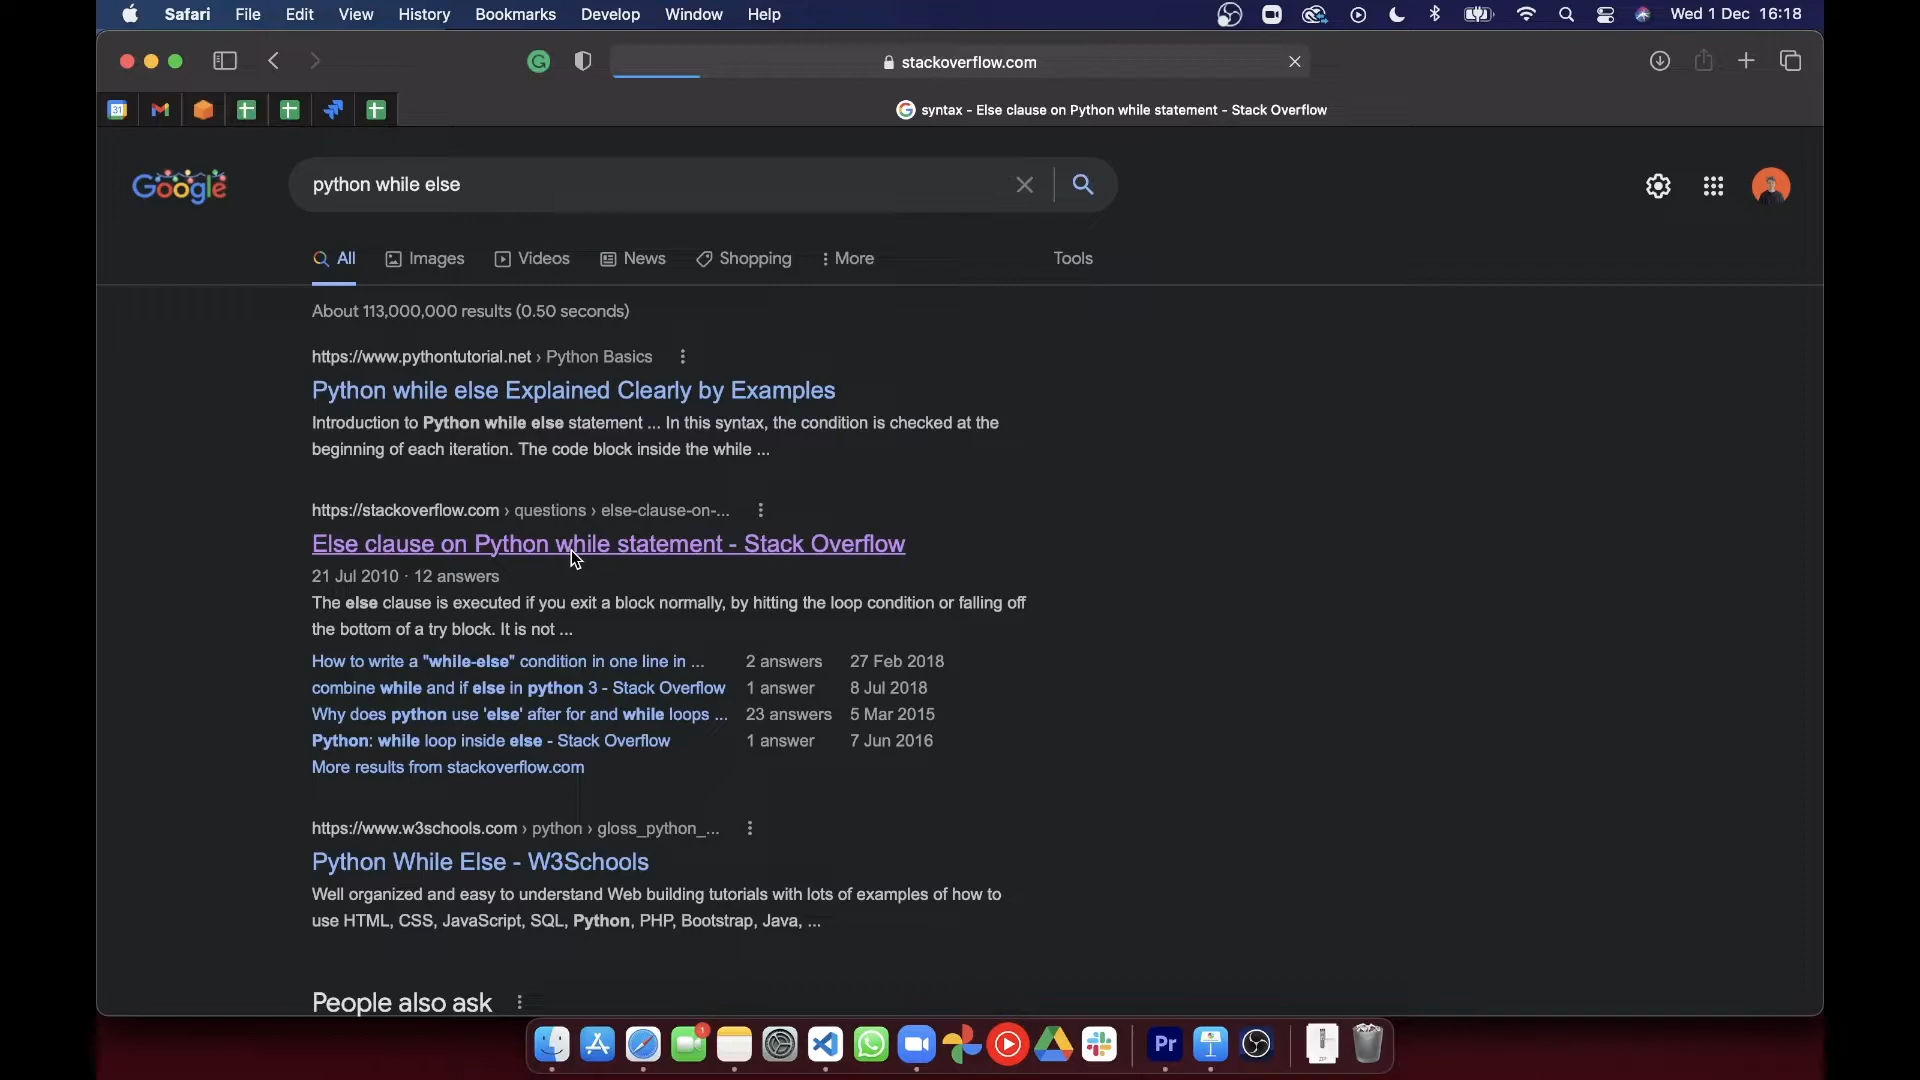 Safari File Edit View History Bookmarks Develop Window Help Wed 1 Dec 16:18
stackoverflow.com
31
syntax - Else clause on Python while statement - Stack Overflow
Google
python while else
All Images Videos News Shopping More Tools
About 113,000,000 results (0.50 seconds)
https://www.pythontutorial.net › Python Basics
Python while else Explained Clearly by Examples
Introduction to Python while else statement ... In this syntax, the condition is checked at the
beginning of each iteration. The code block inside the while ...
https://stackoverflow.com › questions › else-clause-on-...
Else clause on Python while statement - Stack Overflow
21 Jul 2010 · 12 answers
The else clause is executed if you exit a block normally, by hitting the loop condition or falling off
the bottom of a try block. It is not ...
How to write a "while-else" condition in one line in ... 2 answers 27 Feb 2018
combine while and if else in python 3 - Stack Overflow 1 answer 8 Jul 2018
Why does python use 'else' after for and while loops ... 23 answers 5 Mar 2015
Python: while loop inside else - Stack Overflow 1 answer 7 Jun 2016
More results from stackoverflow.com
https://www.w3schools.com › python › gloss_python_...
Python While Else - W3Schools
Well organized and easy to understand Web building tutorials with lots of examples of how to
use HTML, CSS, JavaScript, SQL, Python, PHP, Bootstrap, Java, ...
People also ask
1
Pr